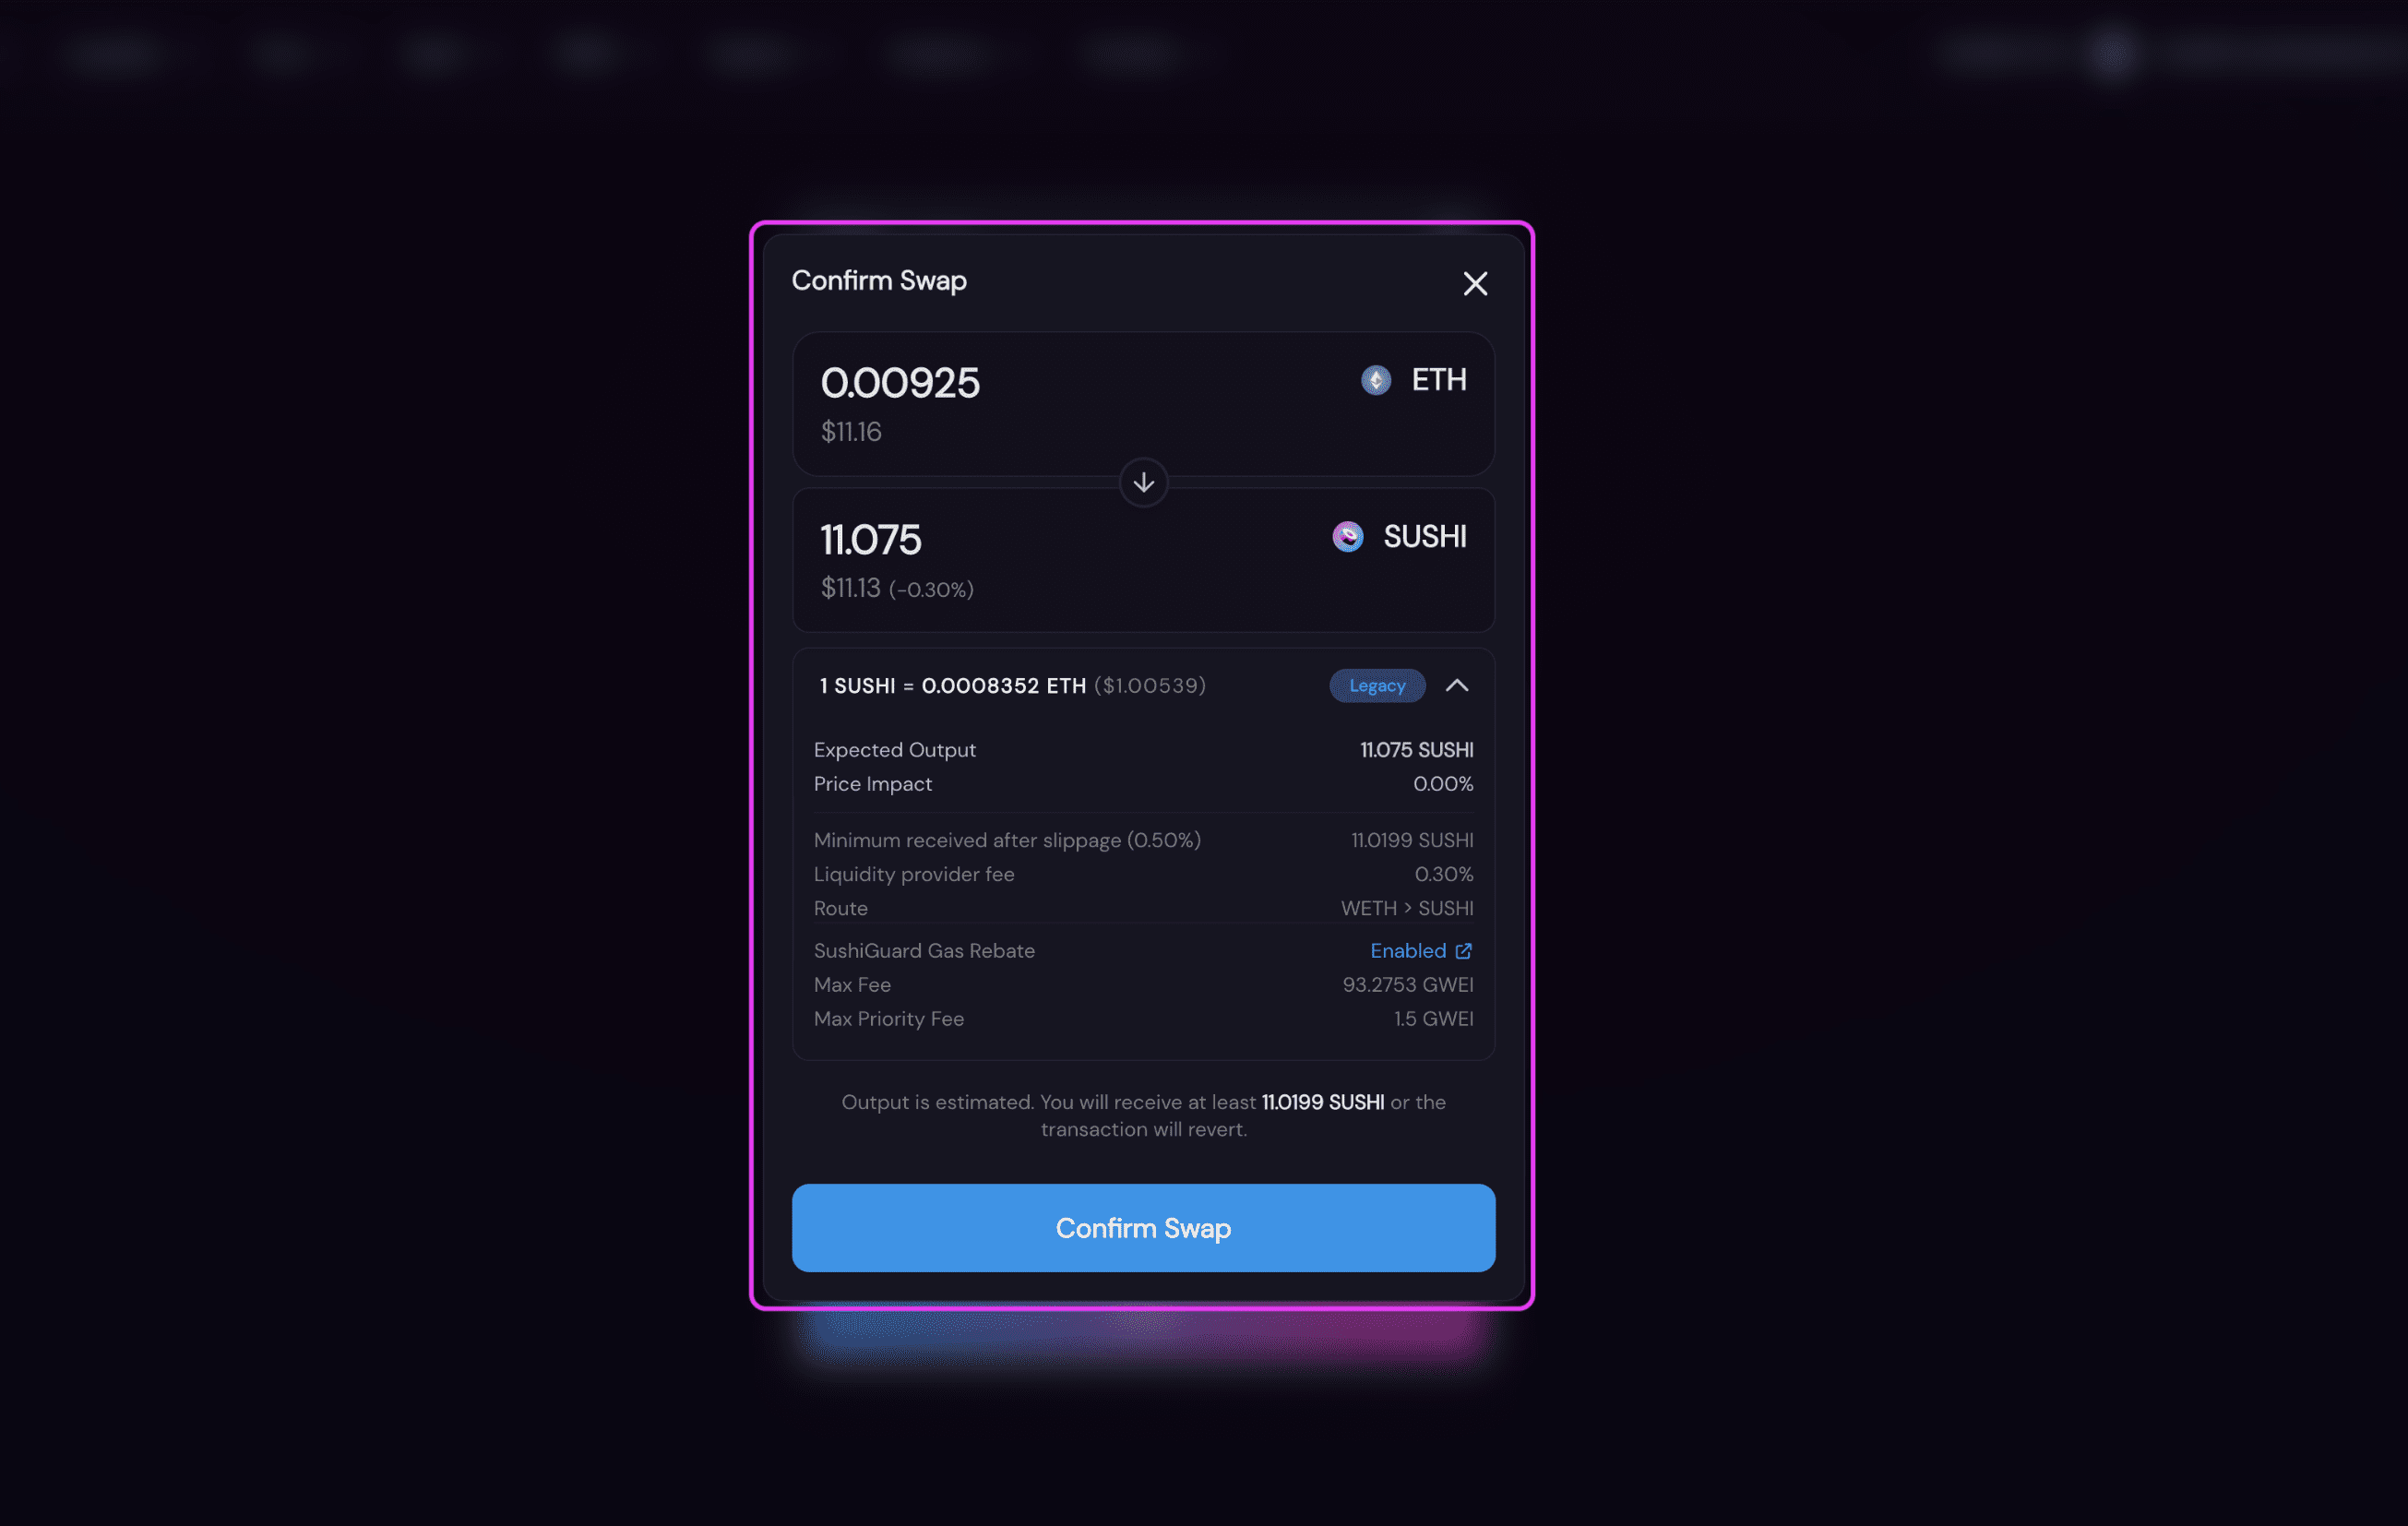 Confirm Swap
0.00925
ETH
$11.16
11.075
SUSHI
$11.13 (-0.30%)
1 SUSHI = 0.0008352 ETH ($1.00539)
Legacy
Expected Output 11.075 SUSHI
Price Impact 0.00%
Minimum received after slippage (0.50%) 11.0199 SUSHI
Liquidity provider fee 0.30%
Route WETH > SUSHI
SushiGuard Gas Rebate Enabled
Max Fee 93.2753 GWEI
Max Priority Fee 1.5 GWEI
Output is estimated. You will receive at least 11.0199 SUSHI or the
transaction will revert.
Confirm Swap